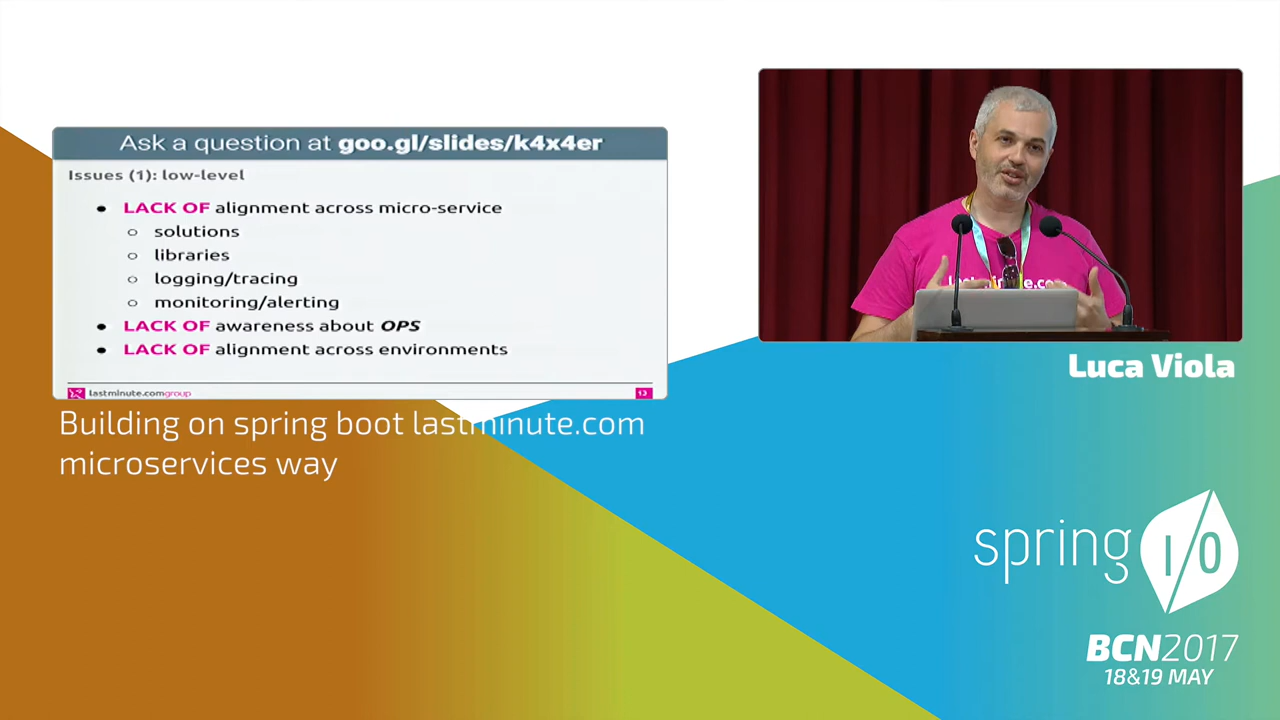 Ask a question at goo.gl/slides/k4x4er
Issues (1): low-level
● LACK OF alignment across micro-service
○ solutions
○ libraries
○ logging/tracing
○ monitoring/alerting
● LACK OF awareness about OPS
● LACK OF alignment across environments
lastminute.comgroup
13
lastminute.com
Luca Viola
Building on spring boot lastminute.com
microservices way
spring I/O
BCN2017
18&19 MAY